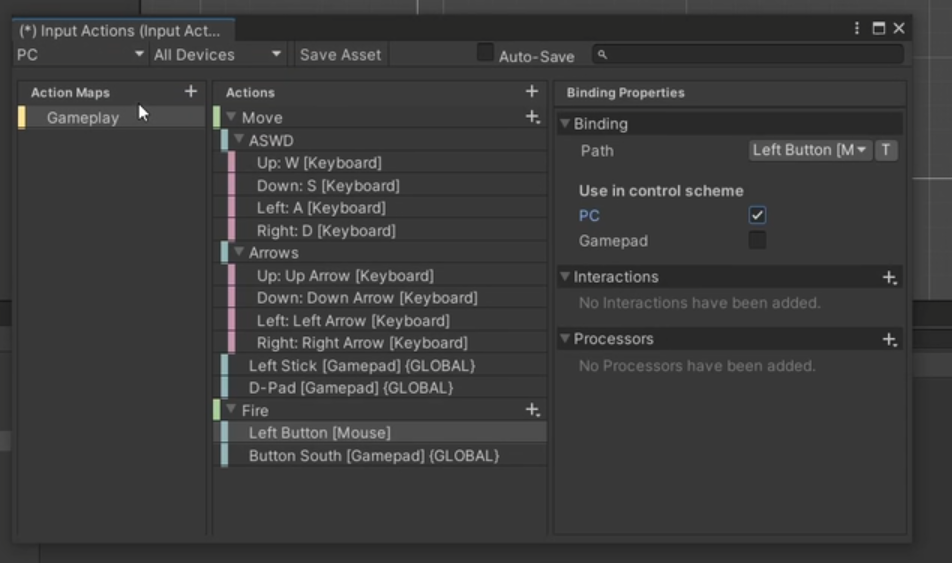 (*) Input Actions (Input Act...
PC All Devices Save Asset Auto-Save
Action Maps
Gameplay
Actions
Move
ASWD
Up: W [Keyboard]
Down: S [Keyboard]
Left: A [Keyboard]
Right: D [Keyboard]
Arrows
Up: Up Arrow [Keyboard]
Down: Down Arrow [Keyboard]
Left: Left Arrow [Keyboard]
Right: Right Arrow [Keyboard]
Left Stick [Gamepad] {GLOBAL}
D-Pad [Gamepad] {GLOBAL}
Fire
Left Button [Mouse]
Button South [Gamepad] {GLOBAL}
Binding Properties
Binding
Path Left Button [M T
Use in control scheme
PC
Gamepad
Interactions
No Interactions have been added.
Processors
No Processors have been added.